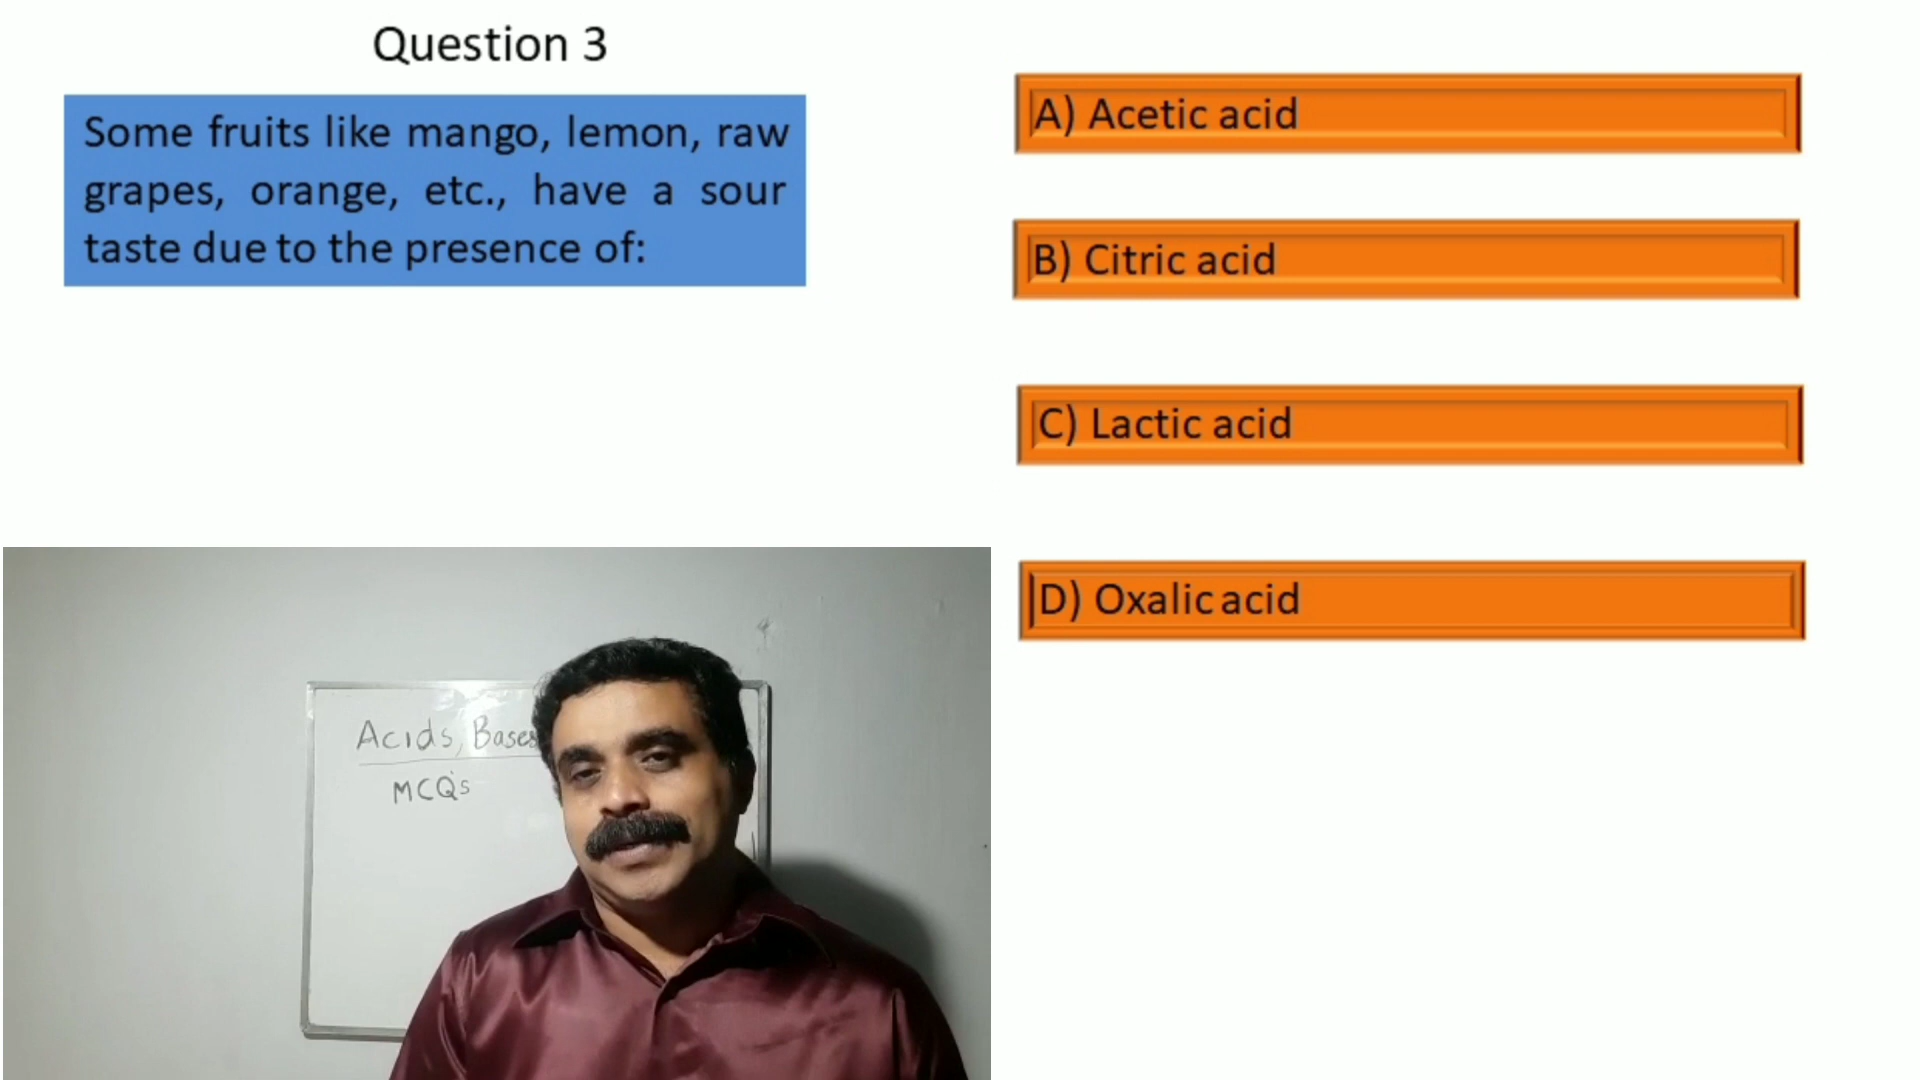 Question 3
Some fruits like mango, lemon, raw
grapes, orange, etc., have a sour
taste due to the presence of:
A) Acetic acid
B) Citric acid
C) Lactic acid
D) Oxalic acid
Acids, Bases
MCQ's